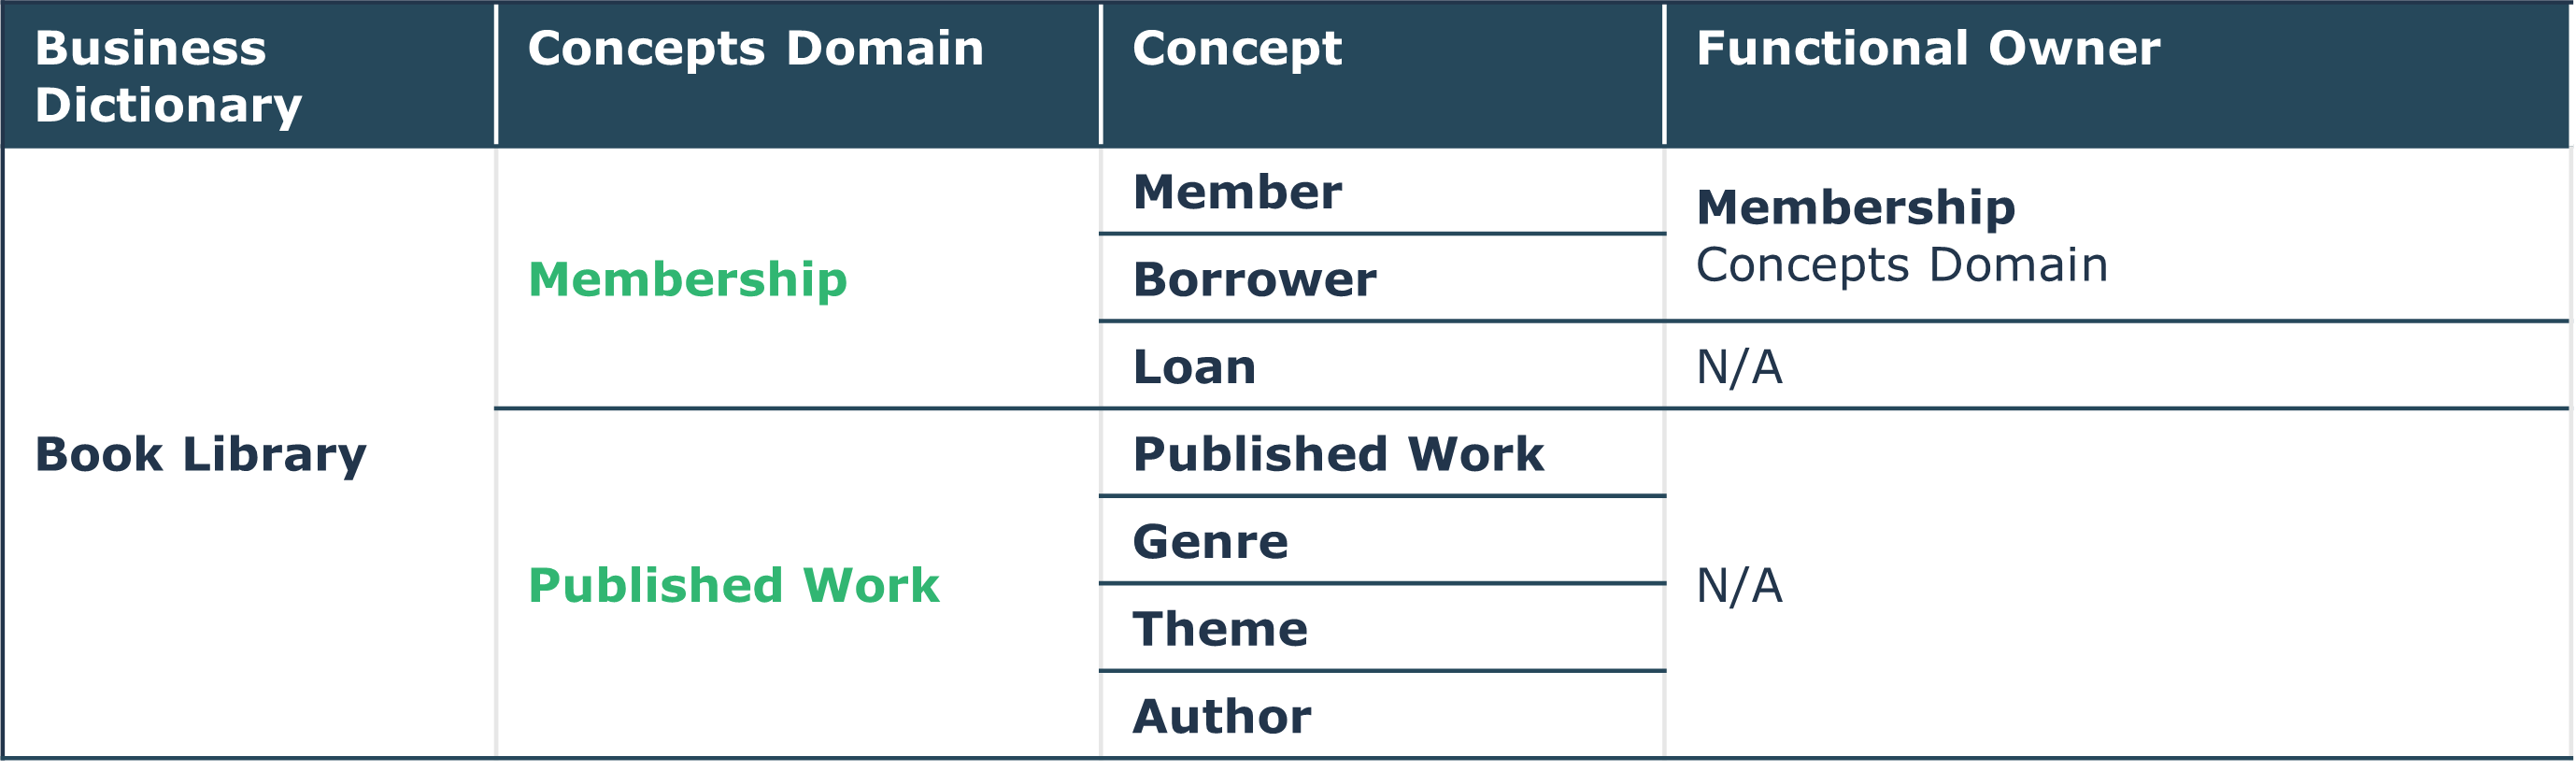 Business
Dictionary
Concepts Domain
Concept
Functional Owner
Book Library
Membership
Member
Borrower
Loan
Membership
Concepts Domain
N/A
Published Work
Published Work
Genre
Theme
Author
N/A